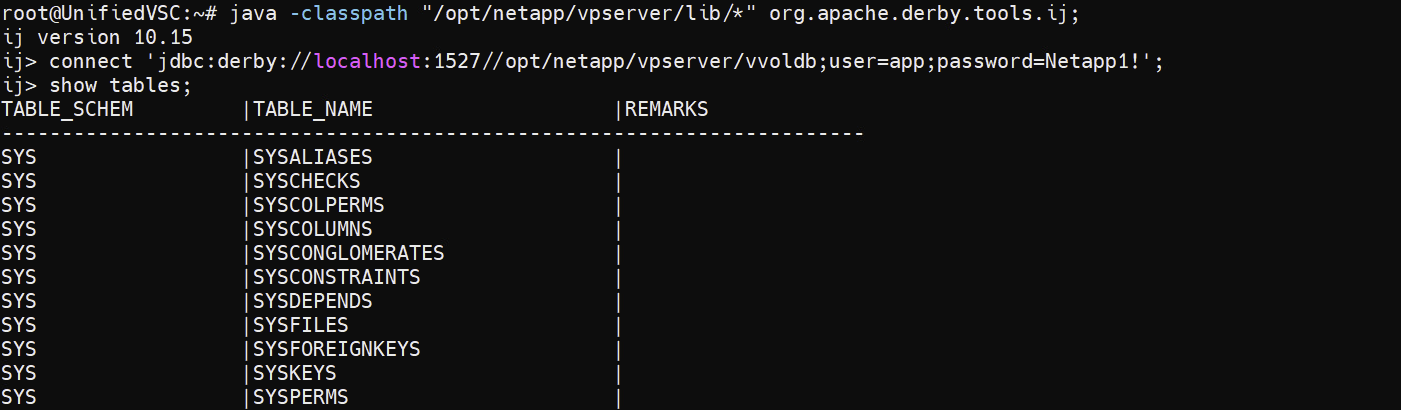 root@UnifiedVSC:~# java -classpath "/opt/netapp/vpserver/lib/*" org.apache.derby.tools.ij;
ij version 10.15
ij> connect 'jdbc:derby://localhost:1527//opt/netapp/vpserver/vvoldb;user=app;password=Netapp1!';
ij> show tables;
TABLE_SCHEM         |TABLE_NAME                    |REMARKS
------------------------------------------------------------------------
SYS                 |SYSALIASES                    |
SYS                 |SYSCHECKS                     |
SYS                 |SYSCOLPERMS                   |
SYS                 |SYSCOLUMNS                    |
SYS                 |SYSCONGLOMERATES              |
SYS                 |SYSCONSTRAINTS                |
SYS                 |SYSDEPENDS                    |
SYS                 |SYSFILES                      |
SYS                 |SYSFOREIGNKEYS                |
SYS                 |SYSKEYS                       |
SYS                 |SYSPERMS                      |